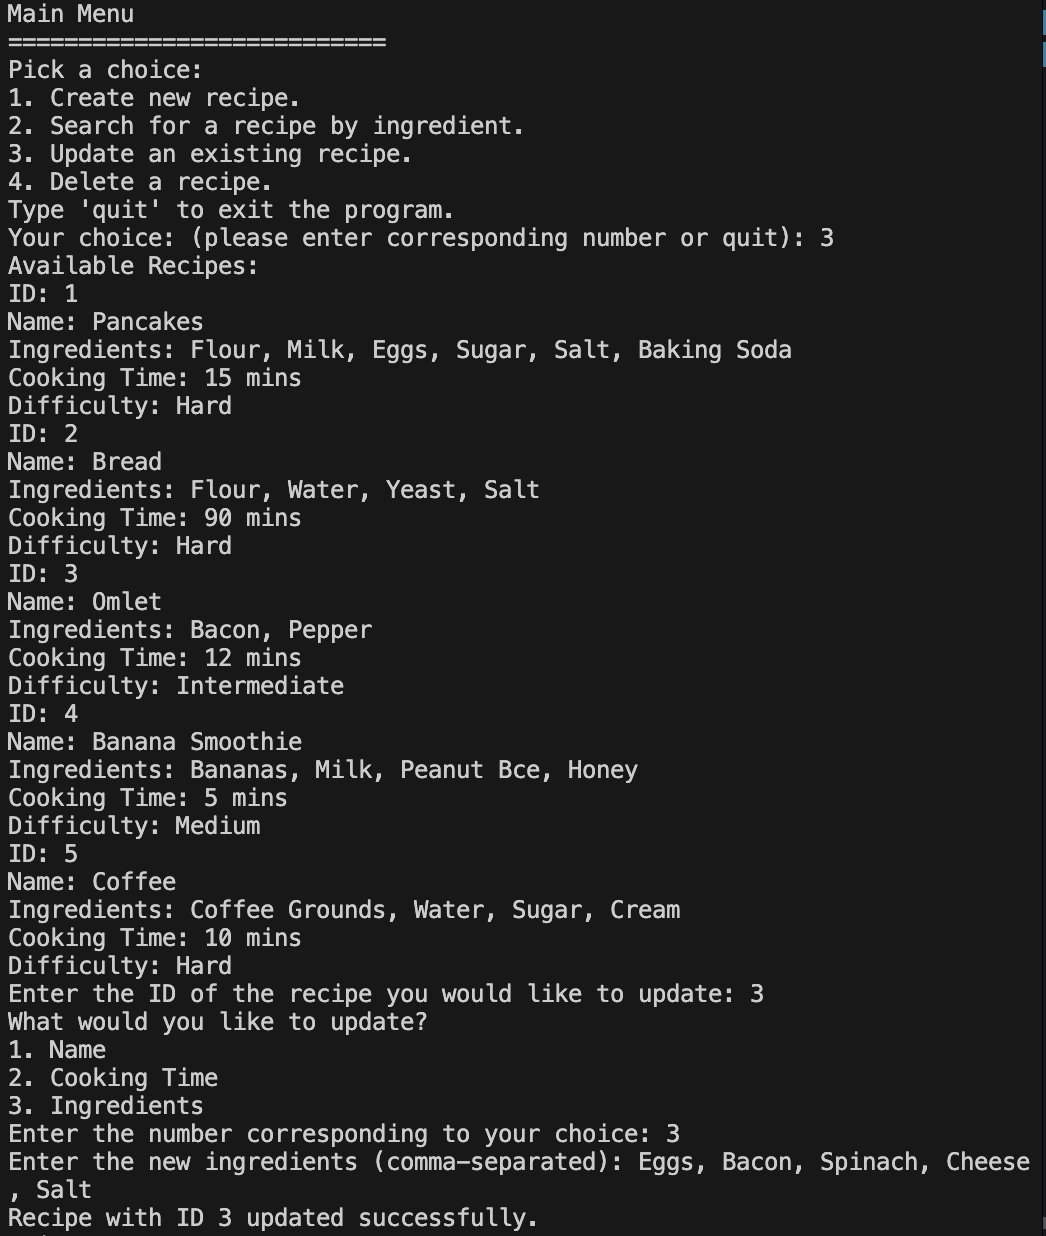 Main Menu
===========================
Pick a choice:
1. Create new recipe.
2. Search for a recipe by ingredient.
3. Update an existing recipe.
4. Delete a recipe.
Type 'quit' to exit the program.
Your choice: (please enter corresponding number or quit): 3
Available Recipes:
ID: 1
Name: Pancakes
Ingredients: Flour, Milk, Eggs, Sugar, Salt, Baking Soda
Cooking Time: 15 mins
Difficulty: Hard
ID: 2
Name: Bread
Ingredients: Flour, Water, Yeast, Salt
Cooking Time: 90 mins
Difficulty: Hard
ID: 3
Name: Omlet
Ingredients: Bacon, Pepper
Cooking Time: 12 mins
Difficulty: Intermediate
ID: 4
Name: Banana Smoothie
Ingredients: Bananas, Milk, Peanut Bce, Honey
Cooking Time: 5 mins
Difficulty: Medium
ID: 5
Name: Coffee
Ingredients: Coffee Grounds, Water, Sugar, Cream
Cooking Time: 10 mins
Difficulty: Hard
Enter the ID of the recipe you would like to update: 3
What would you like to update?
1. Name
2. Cooking Time
3. Ingredients
Enter the number corresponding to your choice: 3
Enter the new ingredients (comma-separated): Eggs, Bacon, Spinach, Cheese
, Salt
Recipe with ID 3 updated successfully.